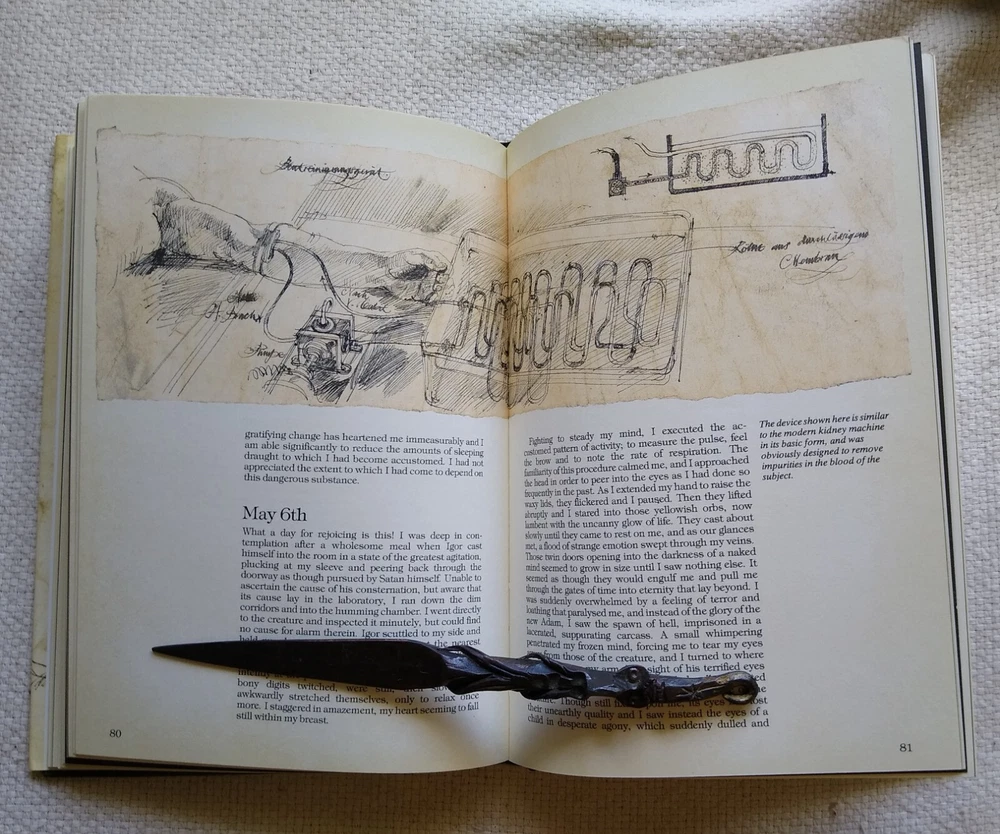 Blutreinigungsgerät
Pumpe
gratifying change has heartened me immeasurably and I
am able significantly to reduce the amounts of sleeping
draught to which I had become accustomed. I had not
appreciated the extent to which I had come to depend on
this dangerous substance.
May 6th
What a day for rejoicing is this! I was deep in con-
templation after a wholesome meal when Igor cast
himself into the room in a state of the greatest agitation,
plucking at my sleeve and peering back through the
doorway as though pursued by Satan himself. Unable to
ascertain the cause of his consternation, but aware that
its cause lay in the laboratory, I ran down the dim
corridors and into the humming chamber. I went directly
to the creature and inspected it minutely, but could find
no cause for alarm therein. Igor scuttled to my side and
the nearest
bony digits twitched, were still, then
awkwardly stretched themselves, only to relax once
more. I staggered in amazement, my heart seeming to fall
still within my breast.
80
aus durchlässigem
Membran
Fighting to steady my mind, I executed the ac-
customed pattern of activity; to measure the pulse, feel
the brow and to note the rate of respiration. The
familiarity of this procedure calmed me, and I approached
the head in order to peer into the eyes as I had done so
frequently in the past. As I extended my hand to raise the
waxy lids, they flickered and I paused. Then they lifted
abruptly and I stared into those yellowish orbs, now
lambent with the uncanny glow of life. They cast about
slowly until they came to rest on me, and as our glances
met, a flood of strange emotion swept through my veins.
Those twin doors opening into the darkness of a naked
mind seemed to grow in size until I saw nothing else. It
seemed as though they would engulf me and pull me
through the gates of time into eternity that lay beyond. I
was suddenly overwhelmed by a feeling of terror and
loathing that paralysed me, and instead of the glory of the
new Adam, I saw the spawn of hell, imprisoned in a
lacerated, suppurating carcass. A small whimpering
penetrated my frozen mind, forcing me to tear my eyes
from those of the creature, and I turned to where
my sight of his terrified eyes
Though still its eyes lost
their unearthly quality and I saw instead the eyes of a
child in desperate agony, which suddenly dulled and
The device shown here is similar
to the modern kidney machine
in its basic form, and was
obviously designed to remove
impurities in the blood of the
subject.
81